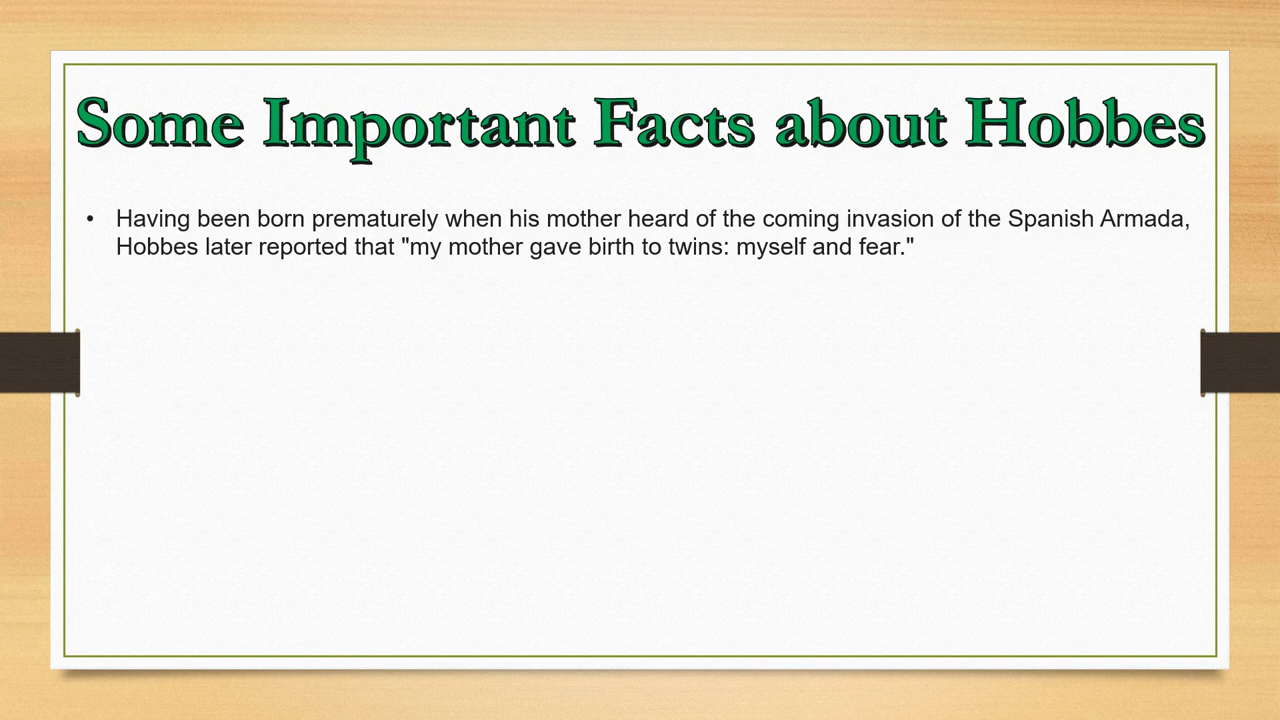 Some Important Facts about Hobbes
• Having been born prematurely when his mother heard of the coming invasion of the Spanish Armada,
Hobbes later reported that "my mother gave birth to twins: myself and fear."